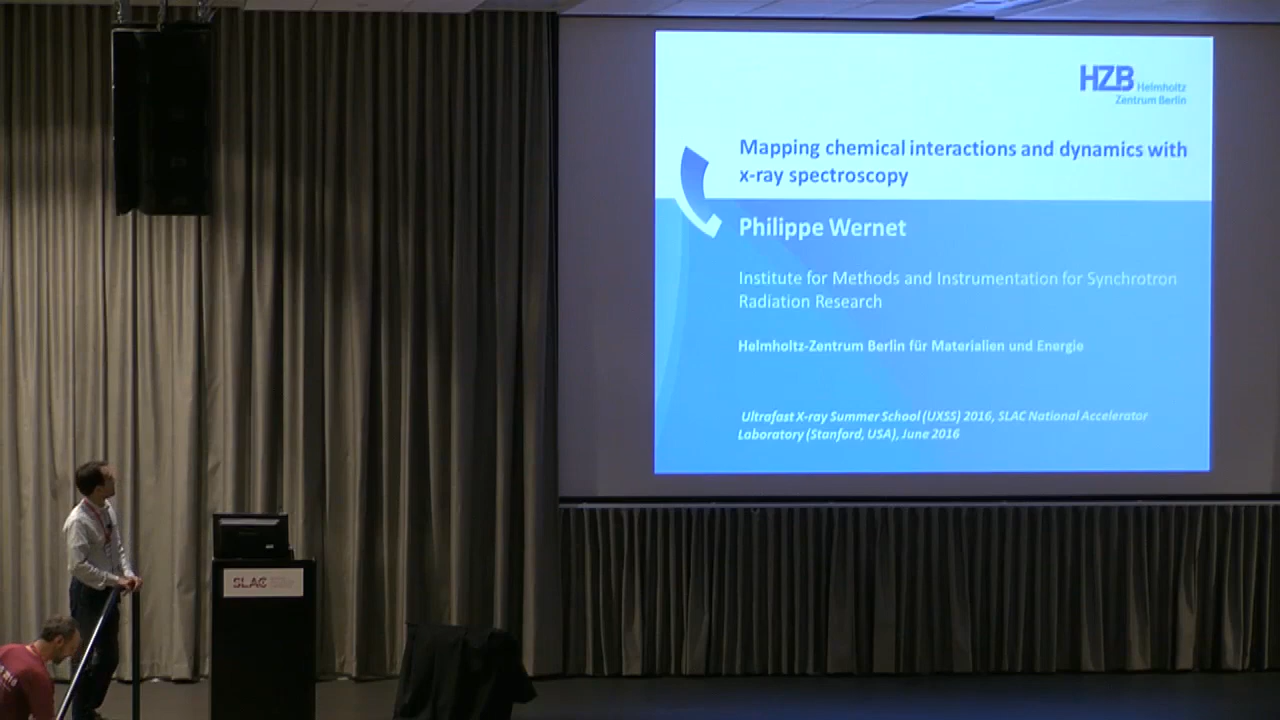 HZB Helmholtz
Zentrum Berlin
Mapping chemical interactions and dynamics with
x-ray spectroscopy
Philippe Wernet
Institute for Methods and Instrumentation for Synchrotron
Radiation Research
Helmholtz-Zentrum Berlin für Materialien und Energie
Ultrafast X-ray Summer School (UXSS) 2016, SLAC National Accelerator
Laboratory (Stanford, USA), June 2016
SLAC